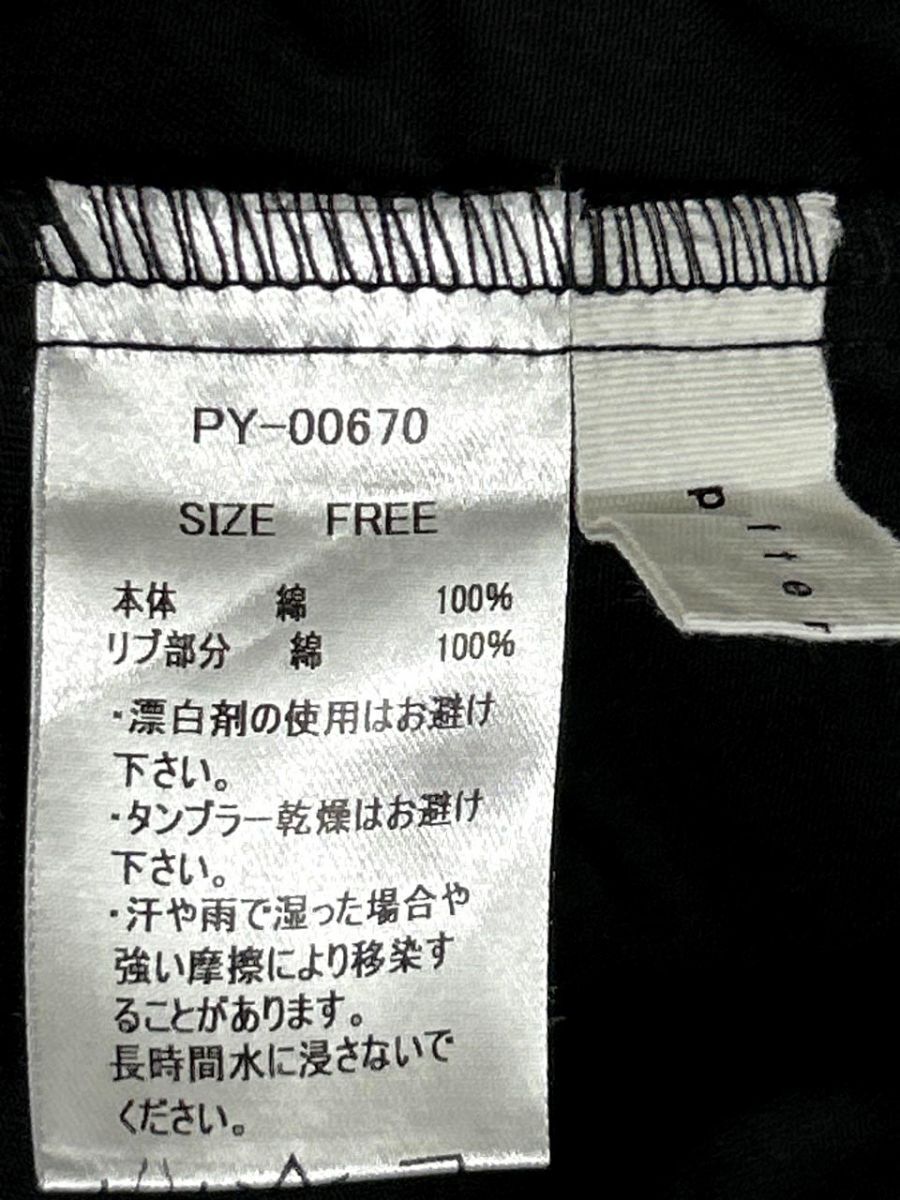 PY-00670
SIZE FREE
本体 綿 100%
リブ部分 綿 100%
・漂白剤の使用はお避け
下さい。
・タンブラー乾燥はお避け
下さい。
・汗や雨で湿った場合や
強い摩擦により移染す
ることがあります。
長時間水に浸さないで
ください。